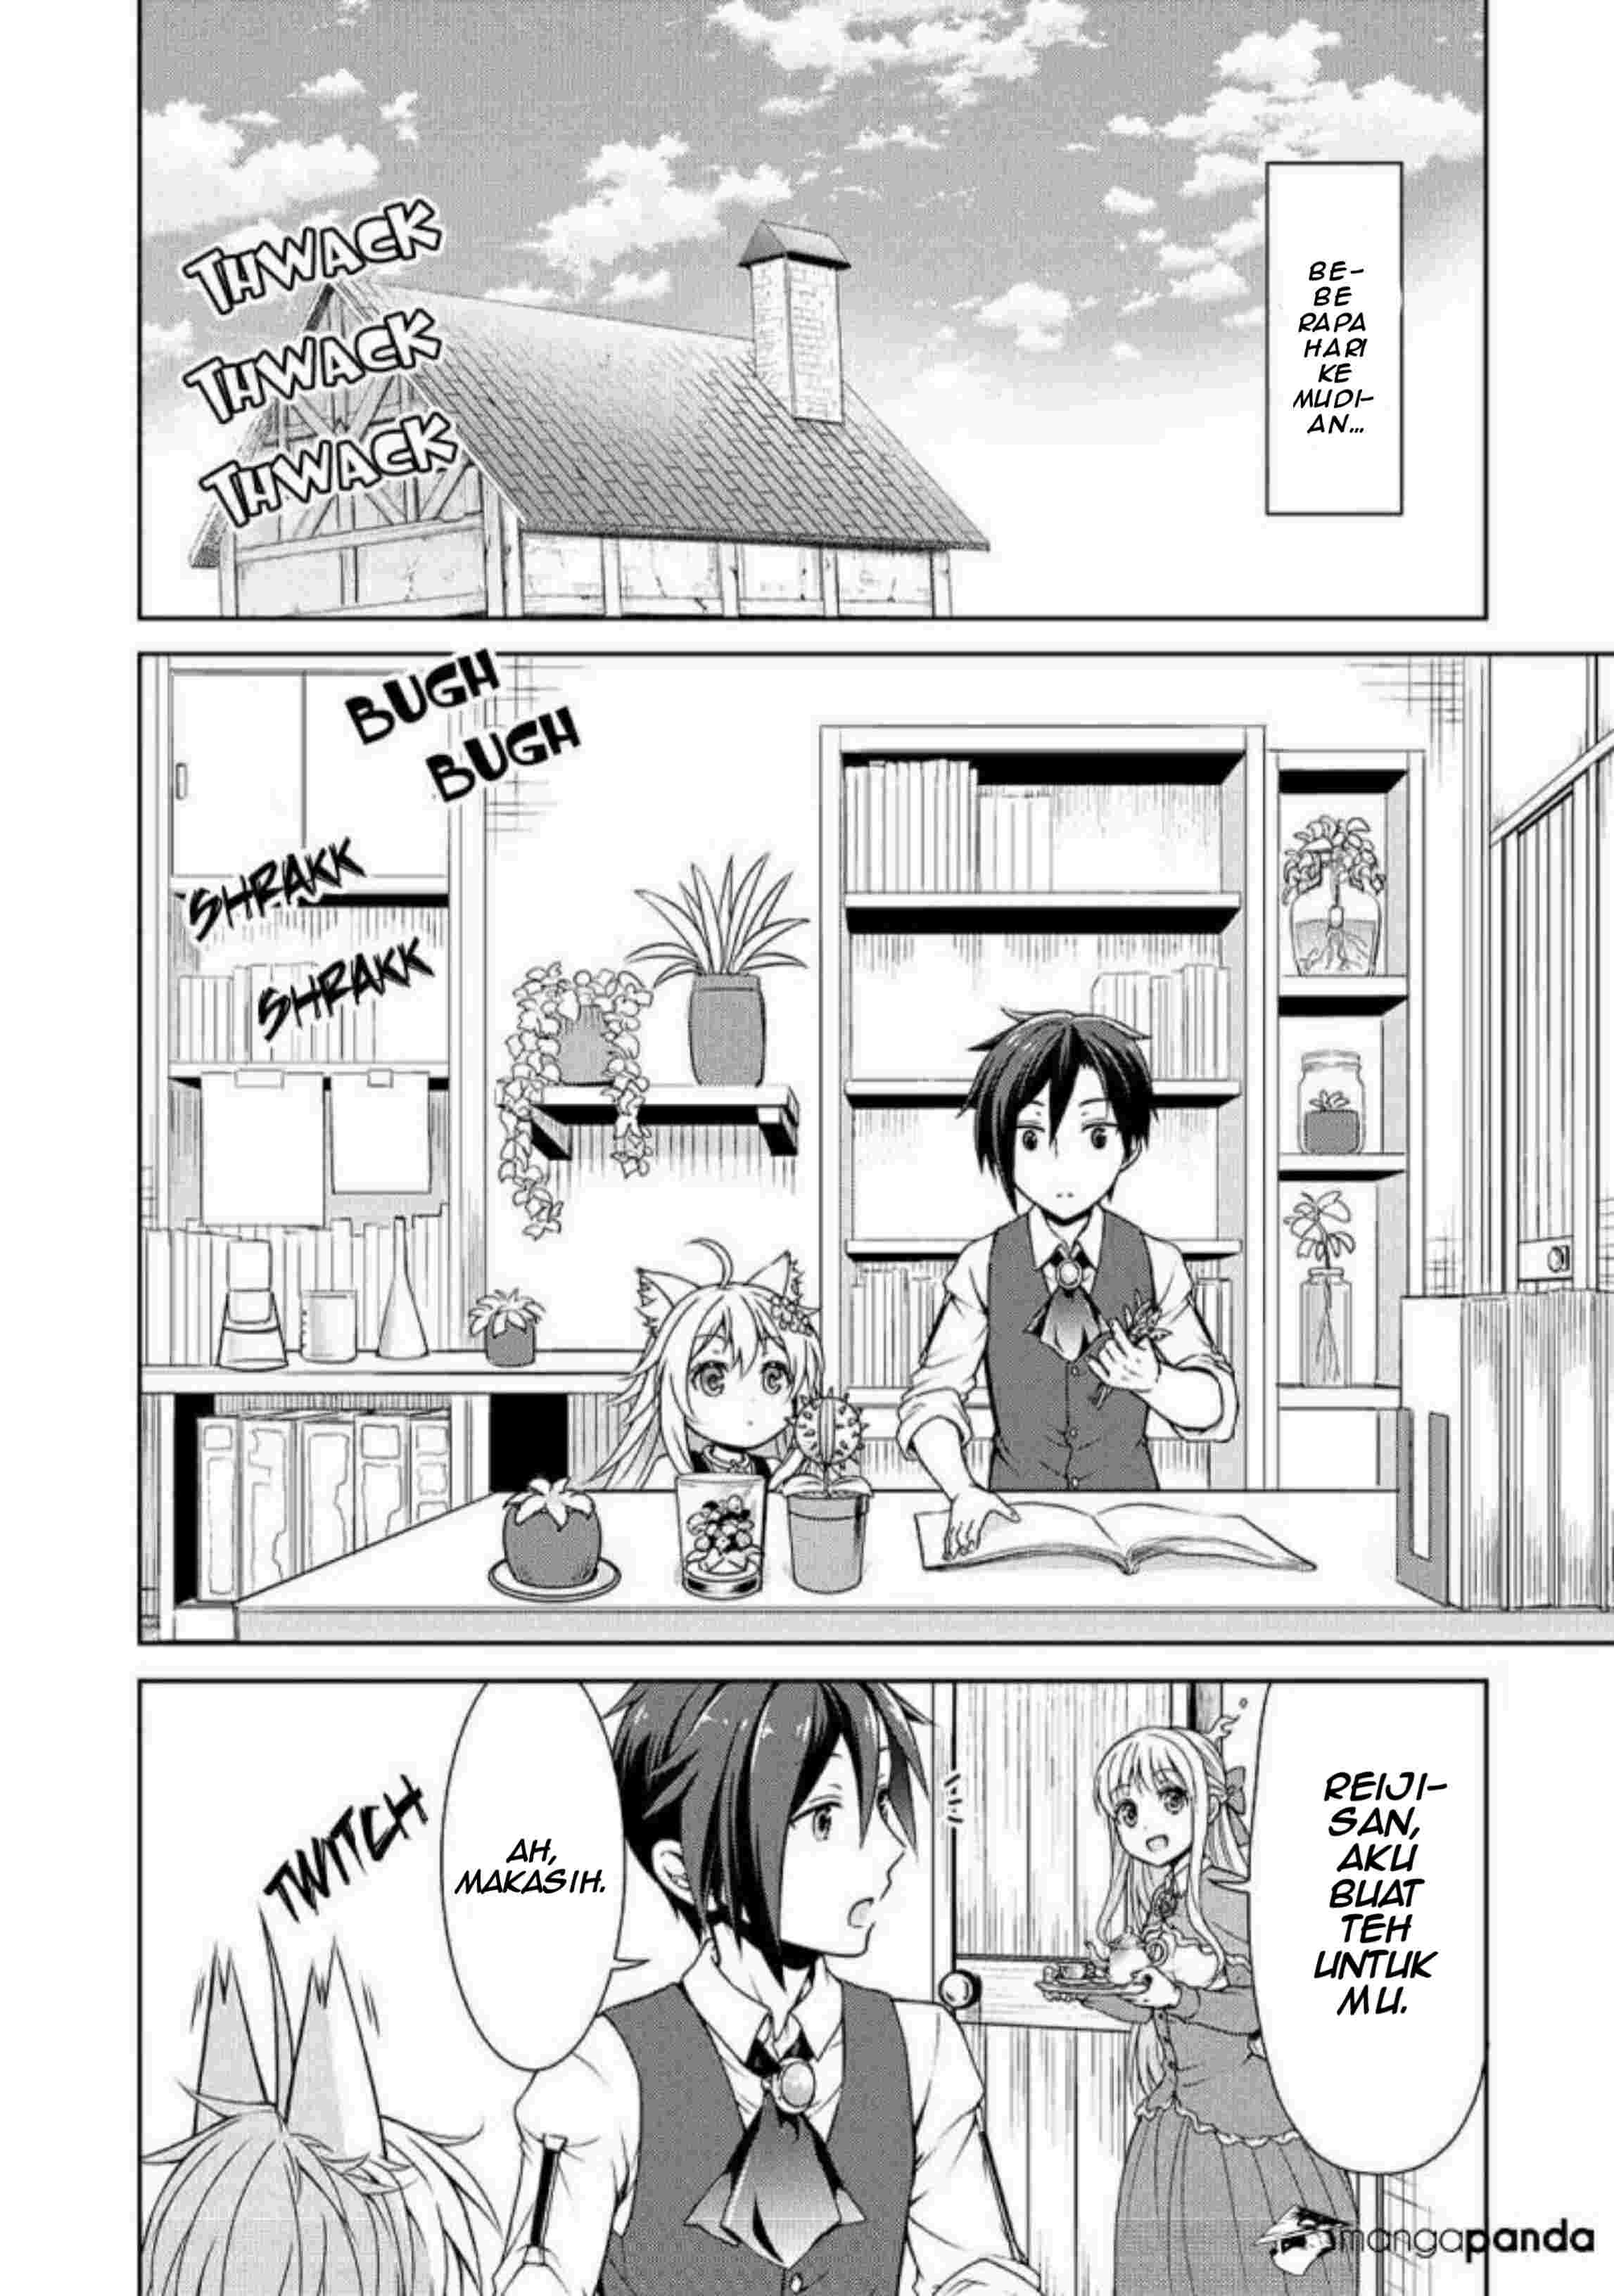 BE-
BE
RAPA
HARI
KE
MUDI-
AN...
THWACK
THWACK
THWACK
BUGH
BUGH
SHRAKK
SHRAKK
REIJI-
SAN,
AKU
BUAT
TEH
UNTUK
MU.
AH,
MAKASIH.
TWITCH
mangapanda